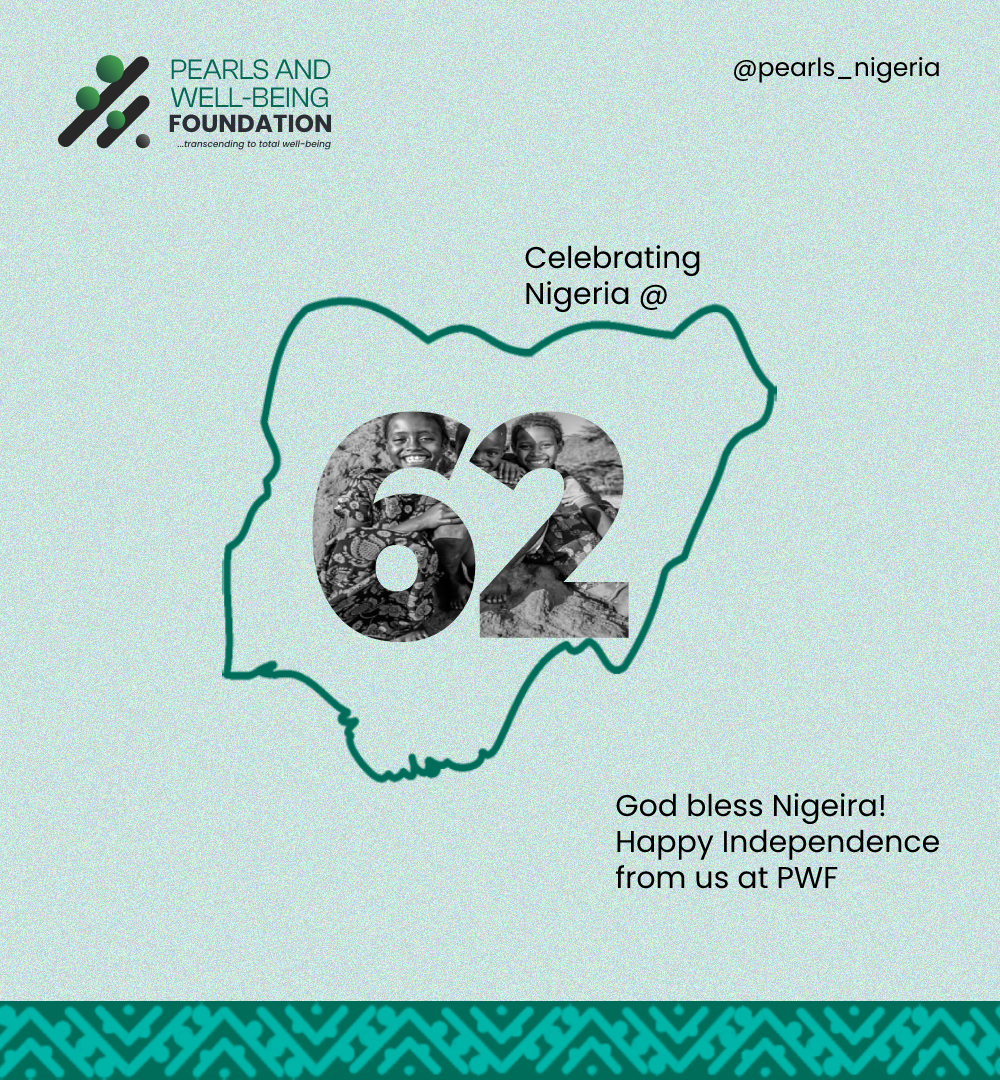 PEARLS AND
WELL-BEING
FOUNDATION
...transcending to total well-being
@pearls_nigeria
Celebrating
Nigeria @
62
God bless Nigeira!
Happy Independence
from us at PWF